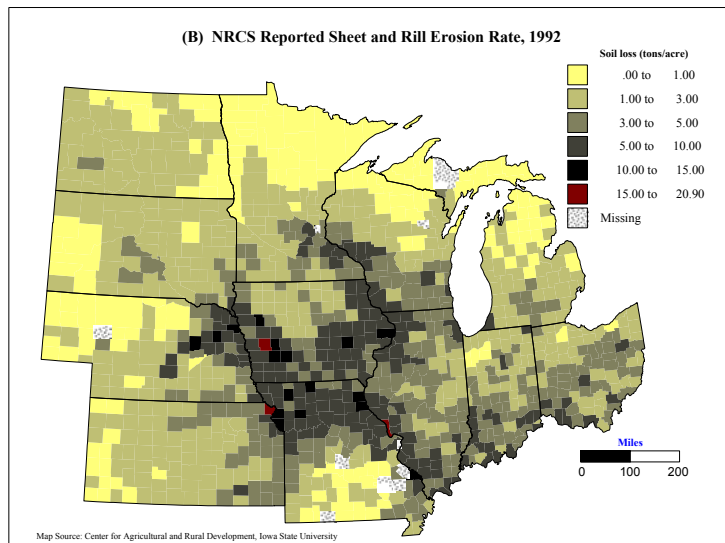 (B) NRCS Reported Sheet and Rill Erosion Rate, 1992
Soil loss (tons/acre)
.00 to 1.00
1.00 to 3.00
3.00 to 5.00
5.00 to 10.00
10.00 to 15.00
15.00 to 20.90
Missing
Miles
0 100 200
Map Source: Center for Agricultural and Rural Development, Iowa State University